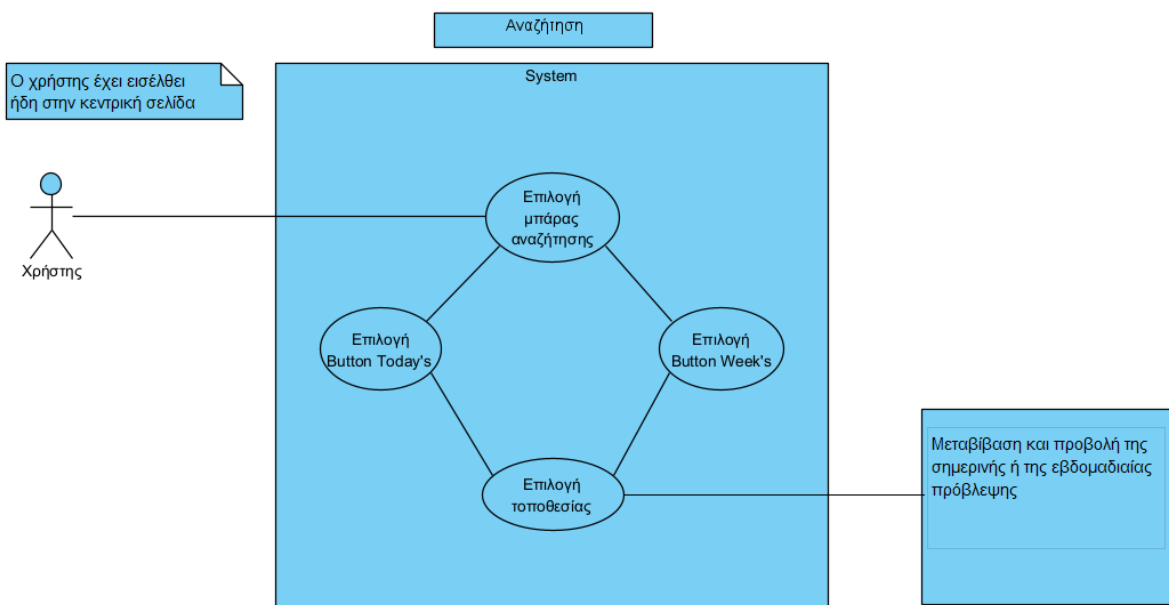 Αναζήτηση
Ο χρήστης έχει εισέλθει
ήδη στην κεντρική σελίδα
System
Επιλογή
μπάρας
αναζήτησης
Χρήστης
Επιλογή
Button Today's
Επιλογή
Button Week's
Επιλογή
τοποθεσίας
Μεταβίβαση και προβολή της
σημερινής ή της εβδομαδιαίας
πρόβλεψης